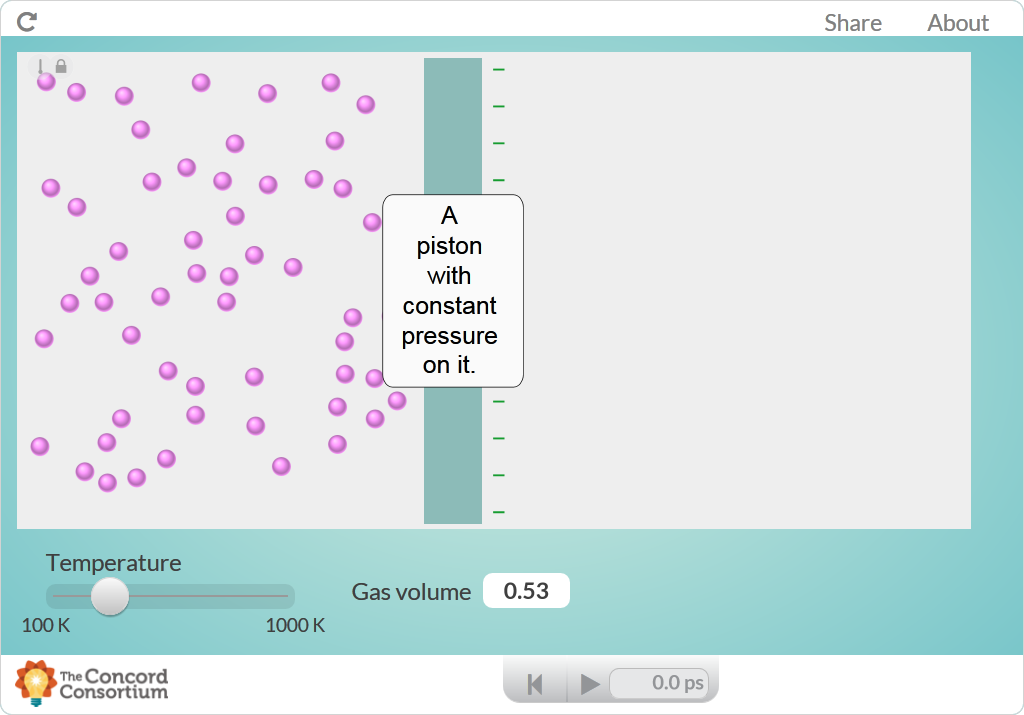 Share About
A
piston
with
constant
pressure
on it.
Temperature
100 K 1000 K
Gas volume 0.53
The Concord
Consortium
0.0 ps